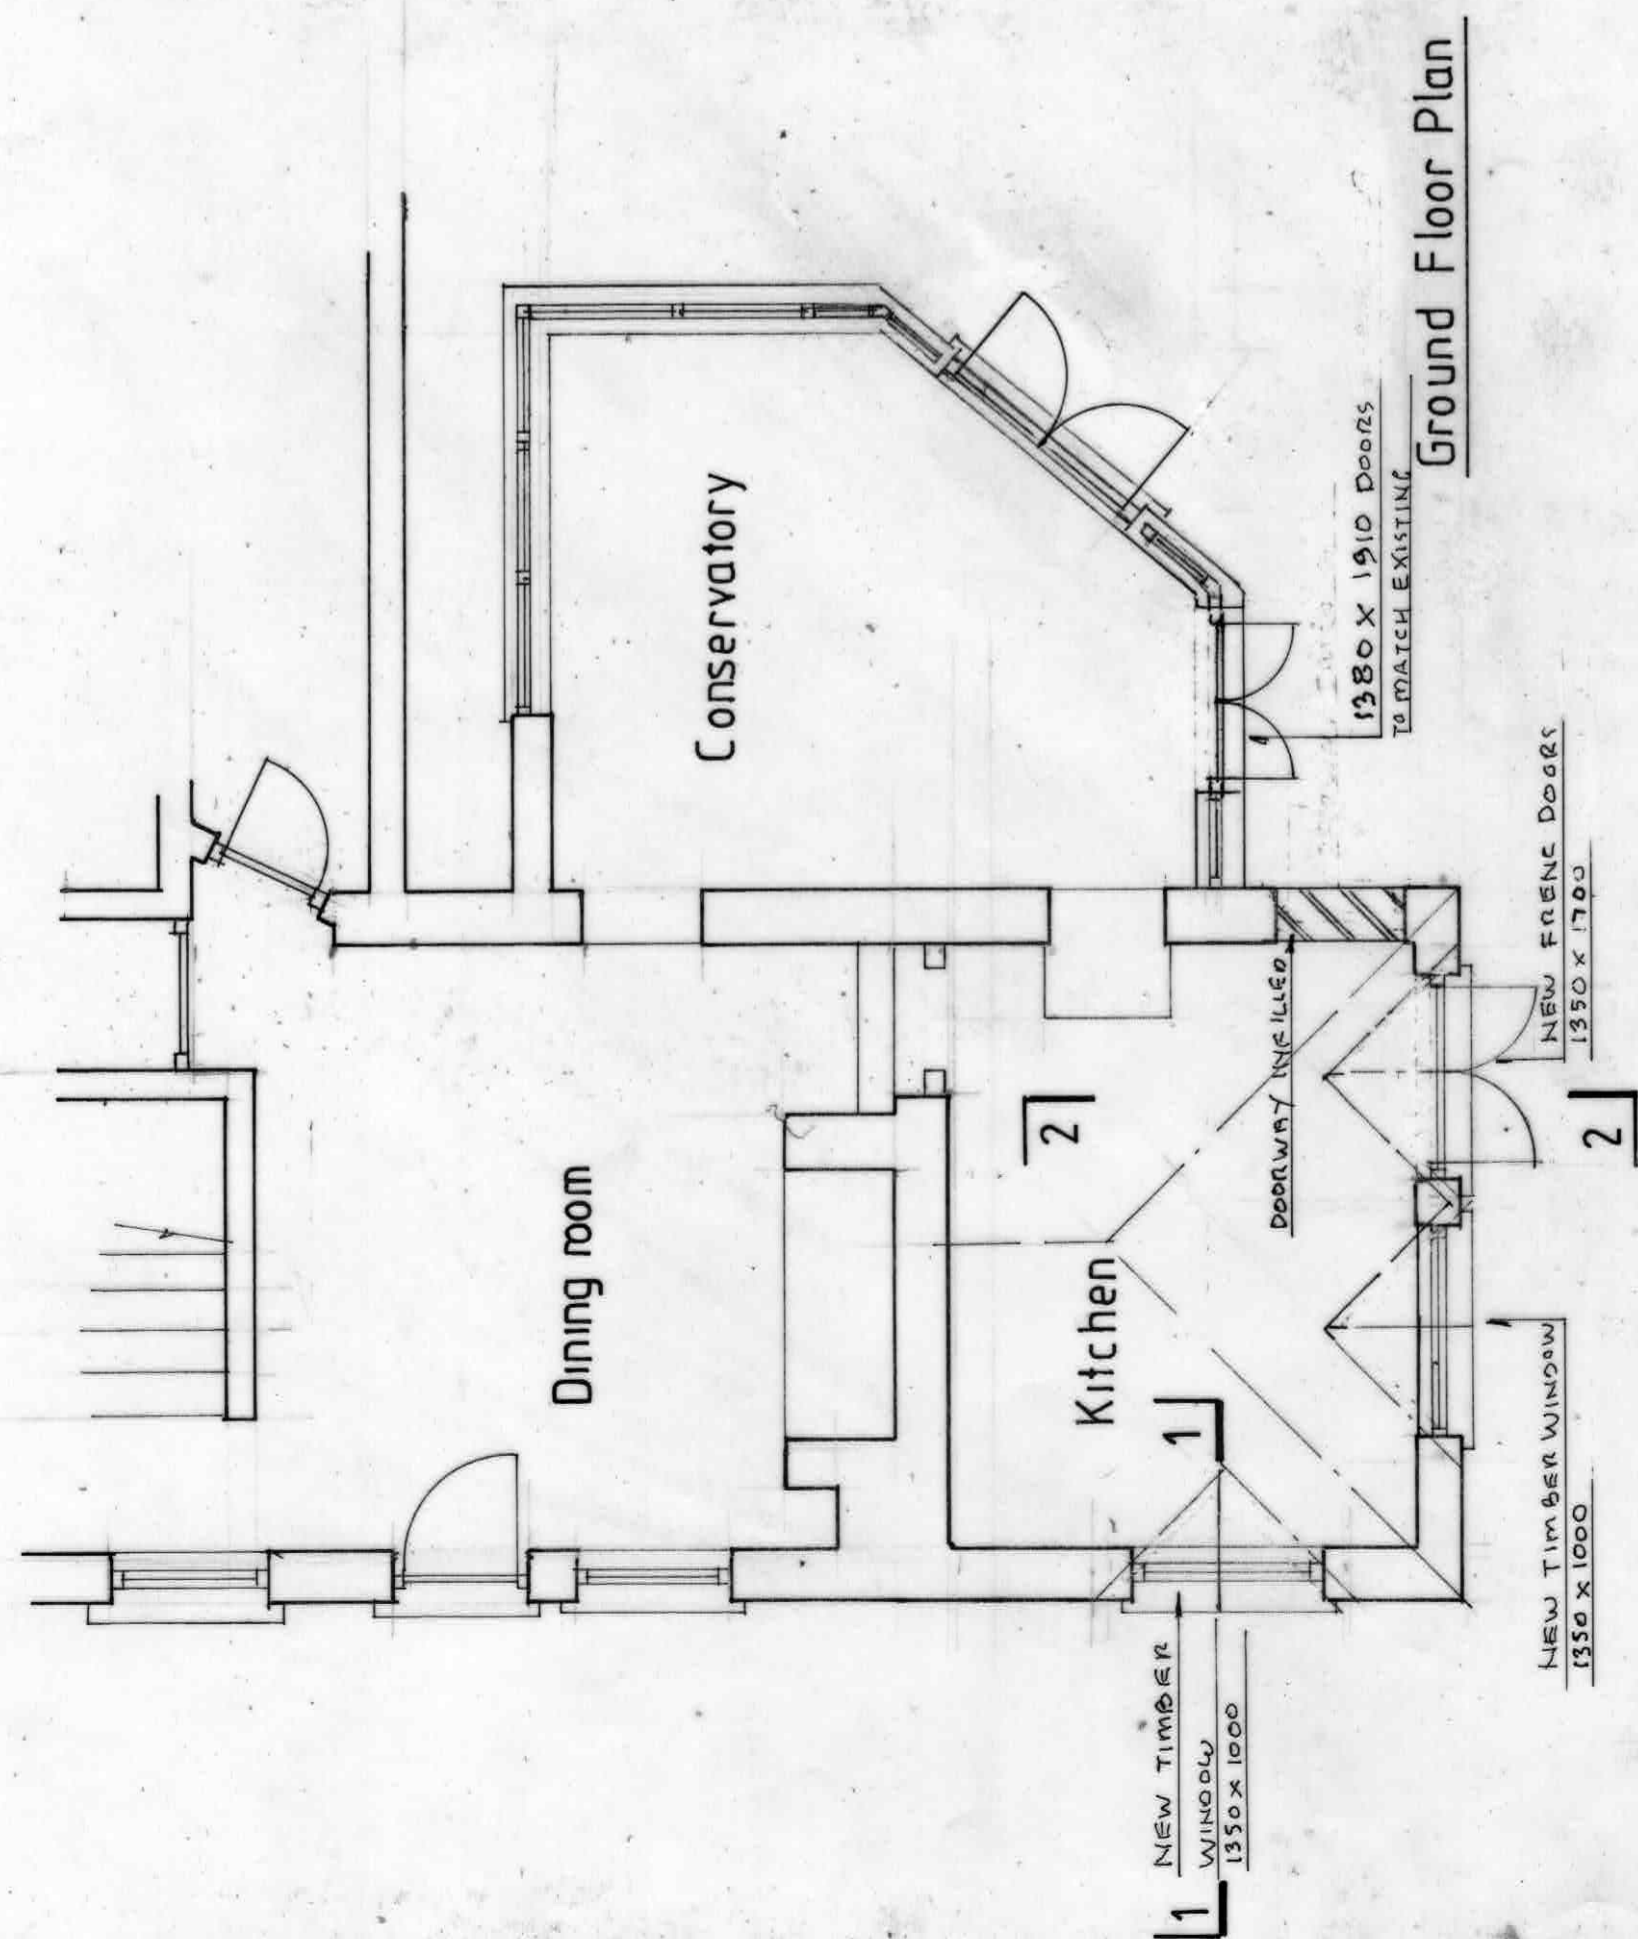 Conservatory
Dining room
Kitchen
DOORWAY INFILLED
1380 X 1910 DOORS
TO MATCH EXISTING
NEW FRENC DOORS
1350 X 1700
NEW TIMBER WINDOW
1350 X 1000
NEW TIMBER
WINDOW
1350 X 1000
1
1
2
2
Ground Floor Plan